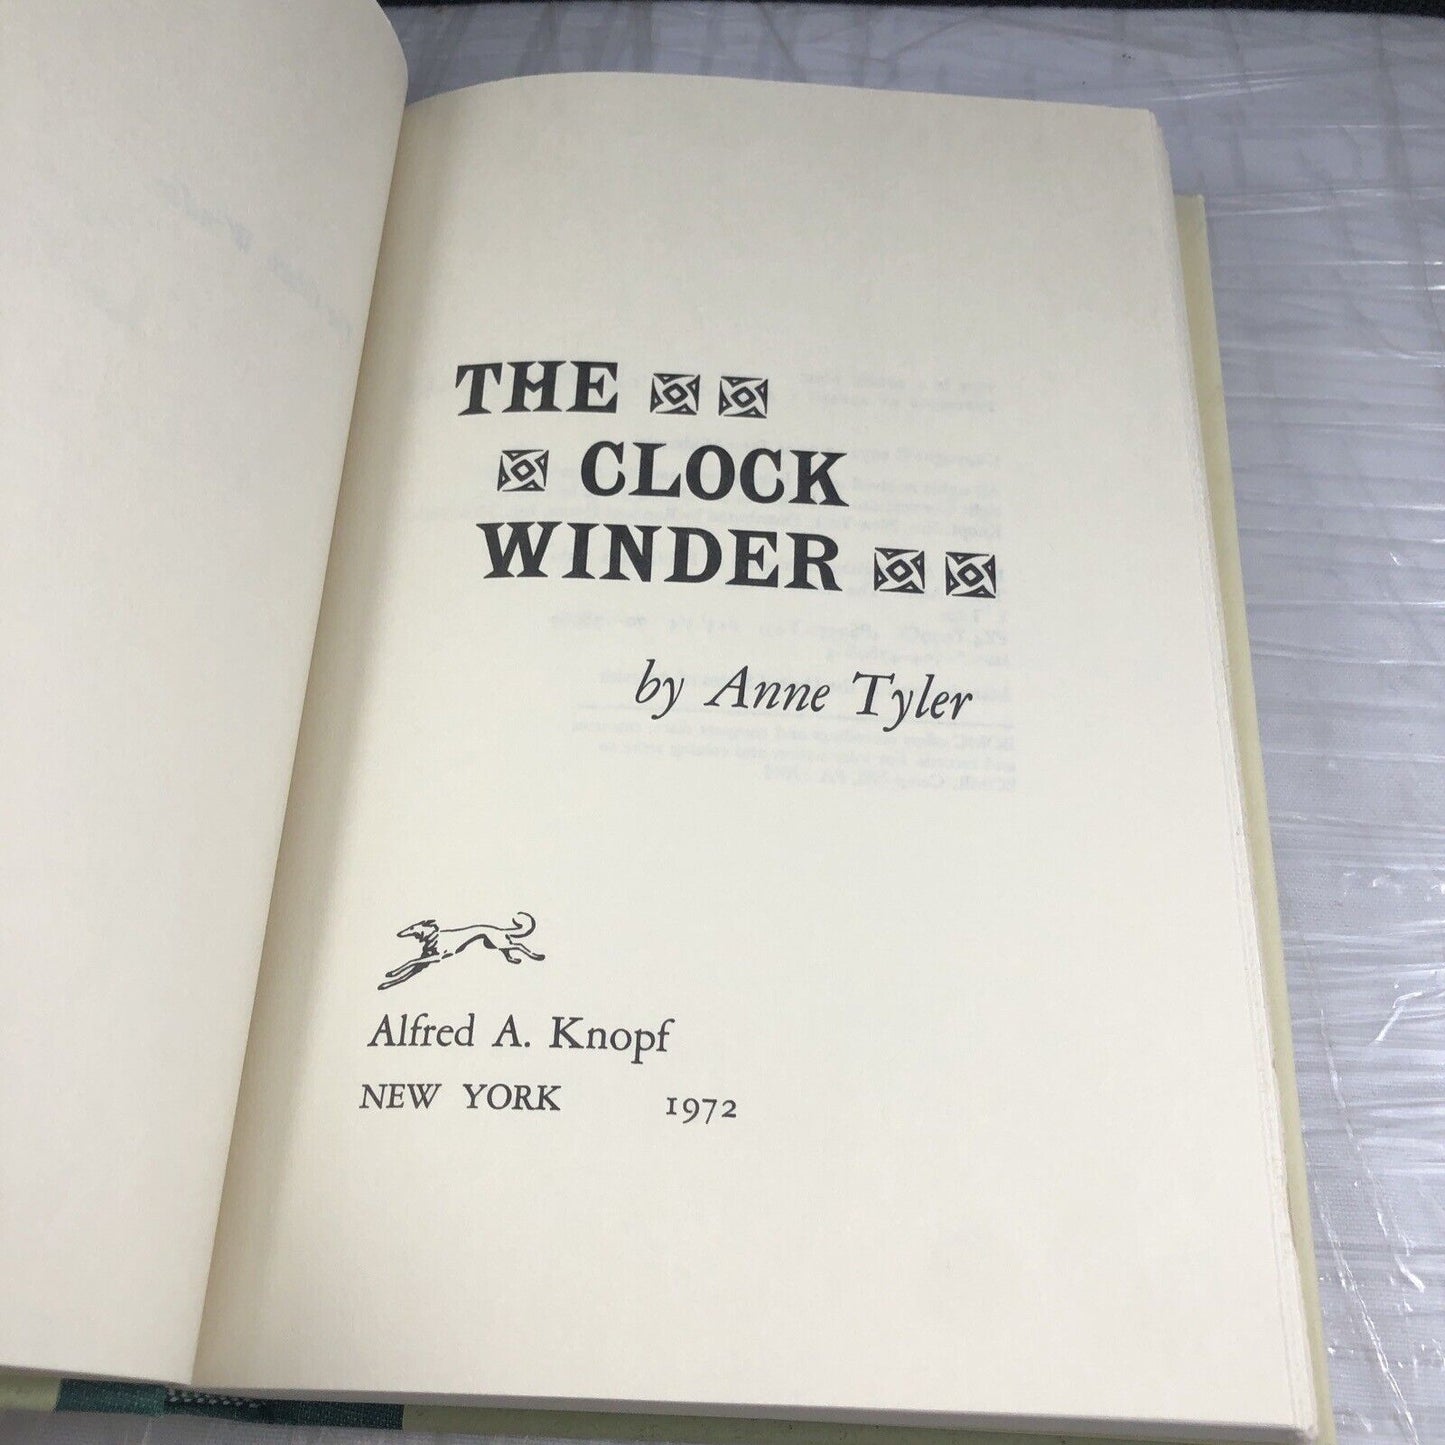 THE
CLOCK
WINDER
by Anne Tyler
Alfred A. Knopf
NEW YORK 1972